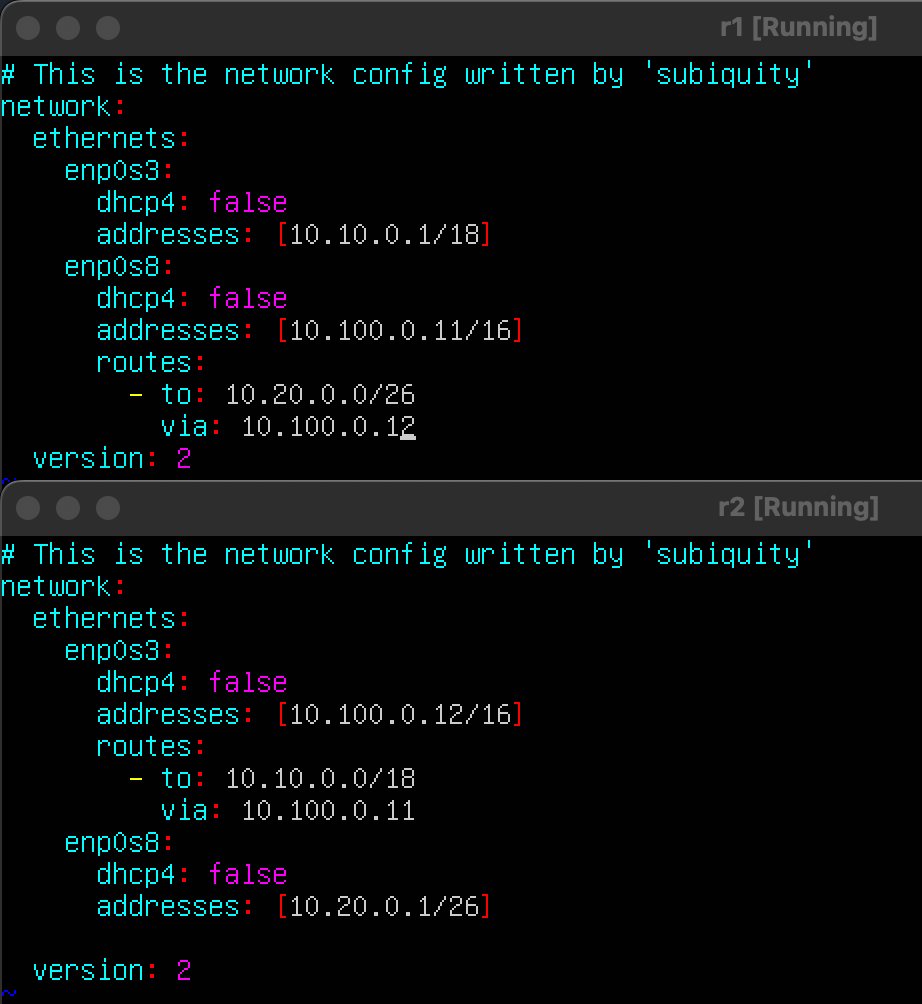 r1 [Running]
# This is the network config written by 'subiquity'
network:
  ethernets:
    enp0s3:
      dhcp4: false
      addresses: [10.10.0.1/18]
    enp0s8:
      dhcp4: false
      addresses: [10.100.0.11/16]
      routes:
        - to: 10.20.0.0/26
          via: 10.100.0.12
  version: 2
~
r2 [Running]
# This is the network config written by 'subiquity'
network:
  ethernets:
    enp0s3:
      dhcp4: false
      addresses: [10.100.0.12/16]
      routes:
        - to: 10.10.0.0/18
          via: 10.100.0.11
    enp0s8:
      dhcp4: false
      addresses: [10.20.0.1/26]
  version: 2
~